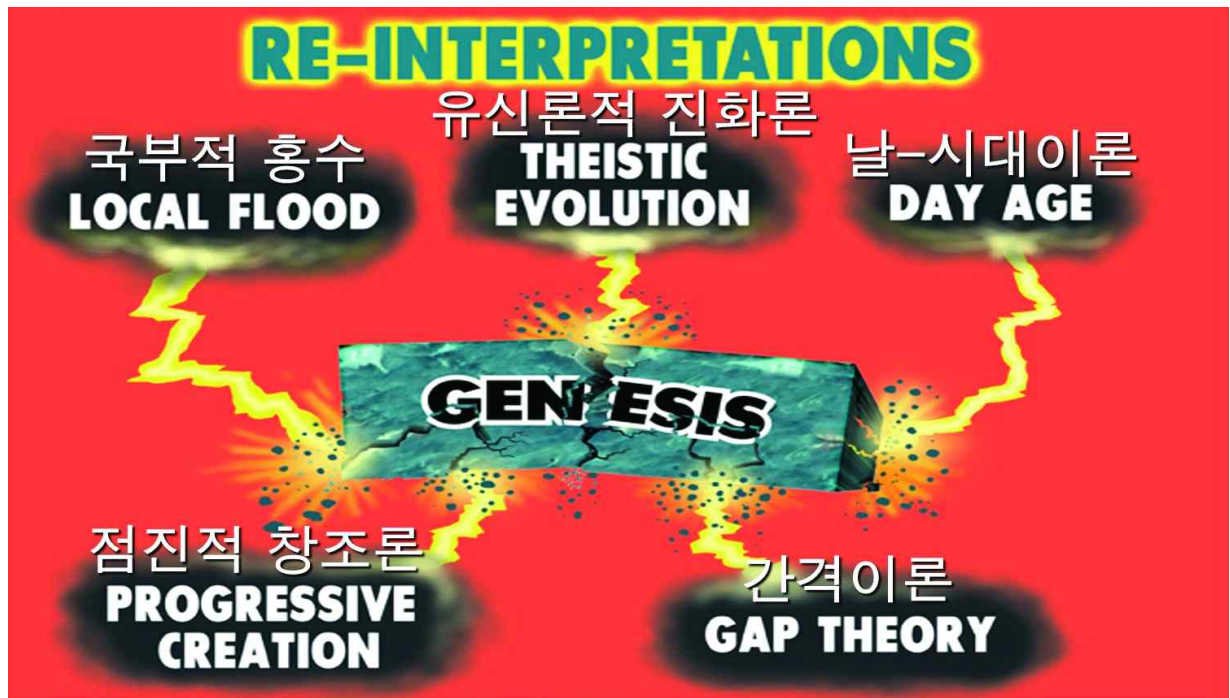 RE-INTERPRETATIONS
국부적 홍수
LOCAL FLOOD
유신론적 진화론
THEISTIC
EVOLUTION
날-시대이론
DAY AGE
GENESIS
점진적 창조론
PROGRESSIVE
CREATION
간격이론
GAP THEORY